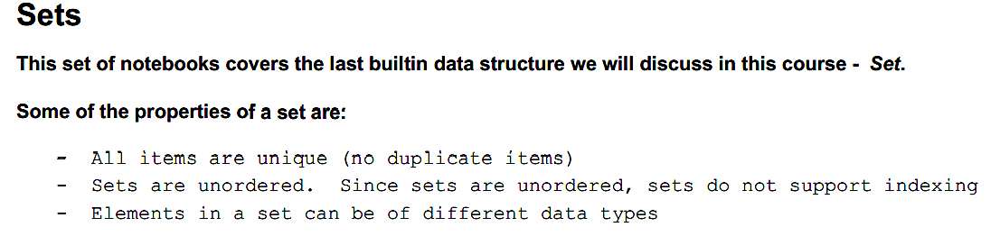 Sets
This set of notebooks covers the last builtin data structure we will discuss in this course - Set.
Some of the properties of a set are:
- All items are unique (no duplicate items)
- Sets are unordered.  Since sets are unordered, sets do not support indexing
- Elements in a set can be of different data types